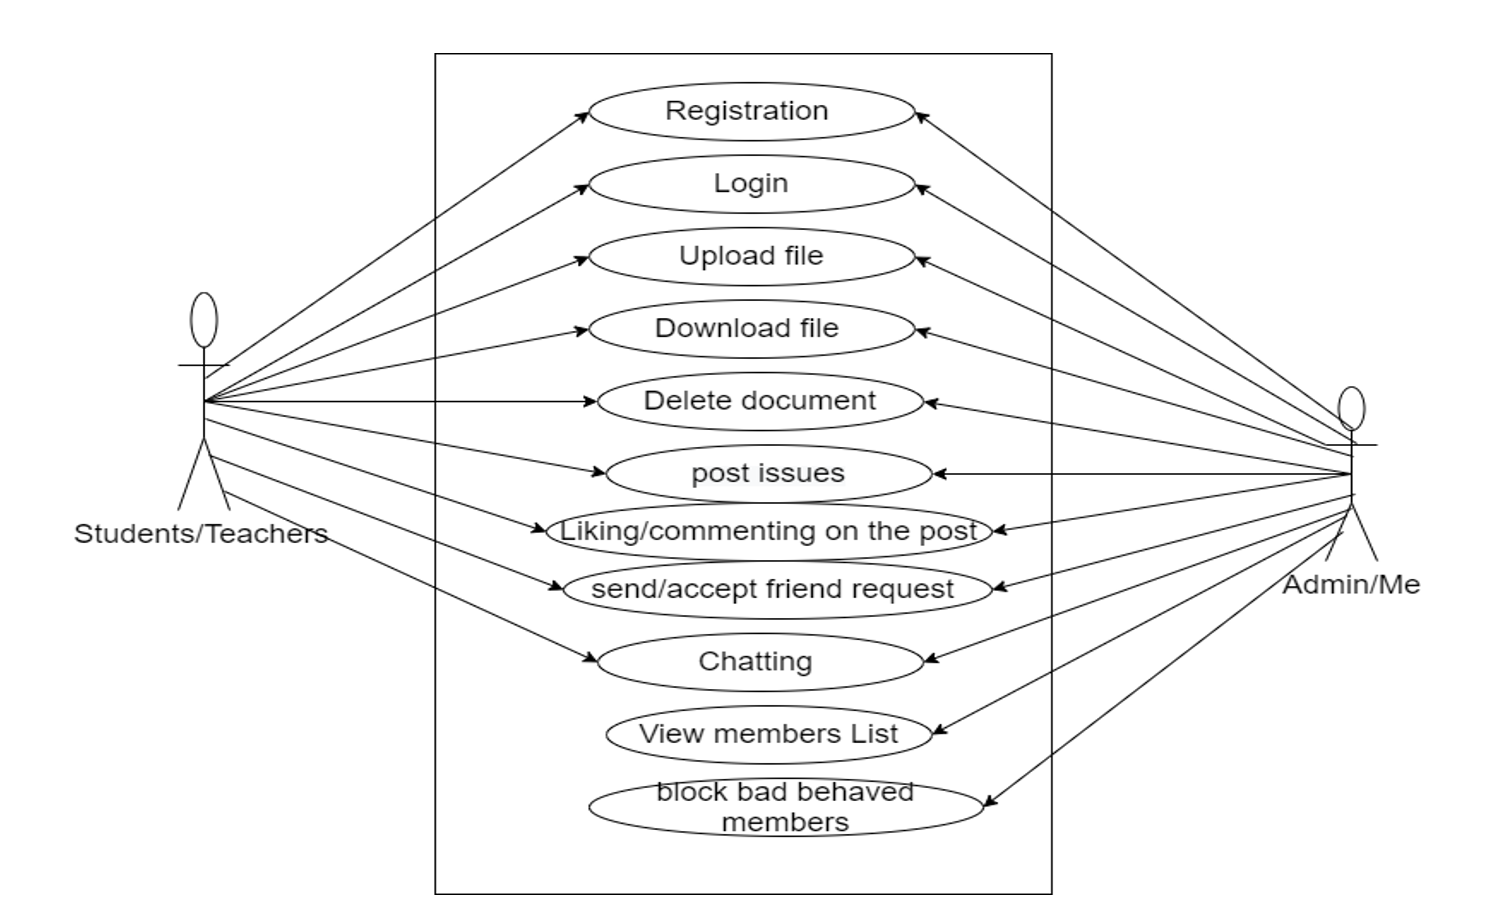 Registration
Login
Upload file
Download file
Delete document
post issues
Liking/commenting on the post
Students/Teachers
send/accept friend request
Admin/Me
Chatting
View members List
block bad behaved
members